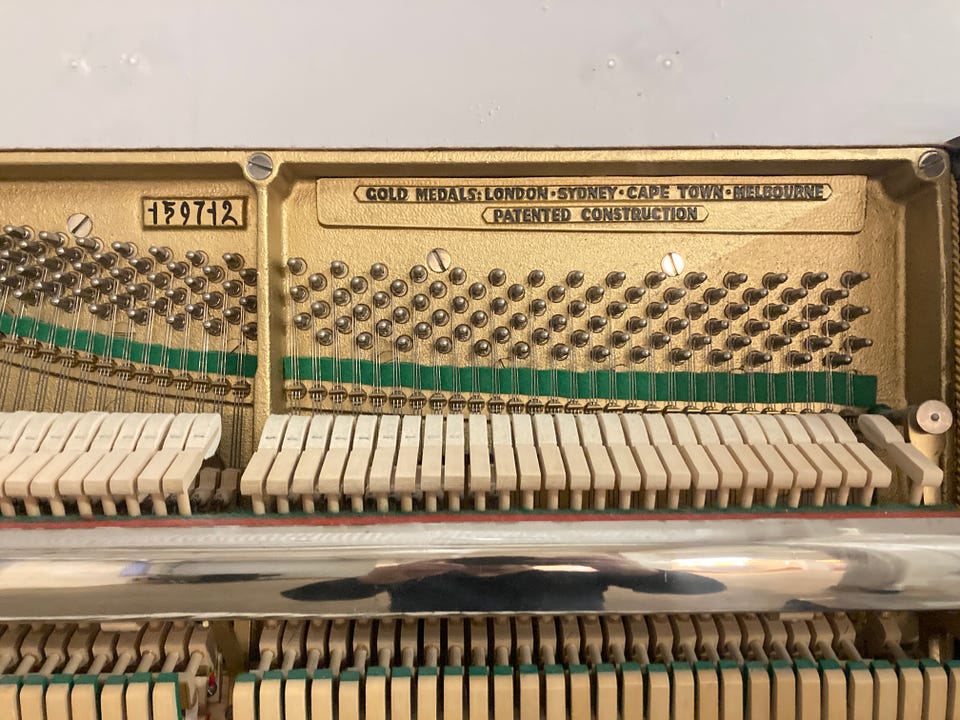 159712
GOLD MEDALS: LONDON · SYDNEY · CAPE TOWN · MELBOURNE
PATENTED CONSTRUCTION